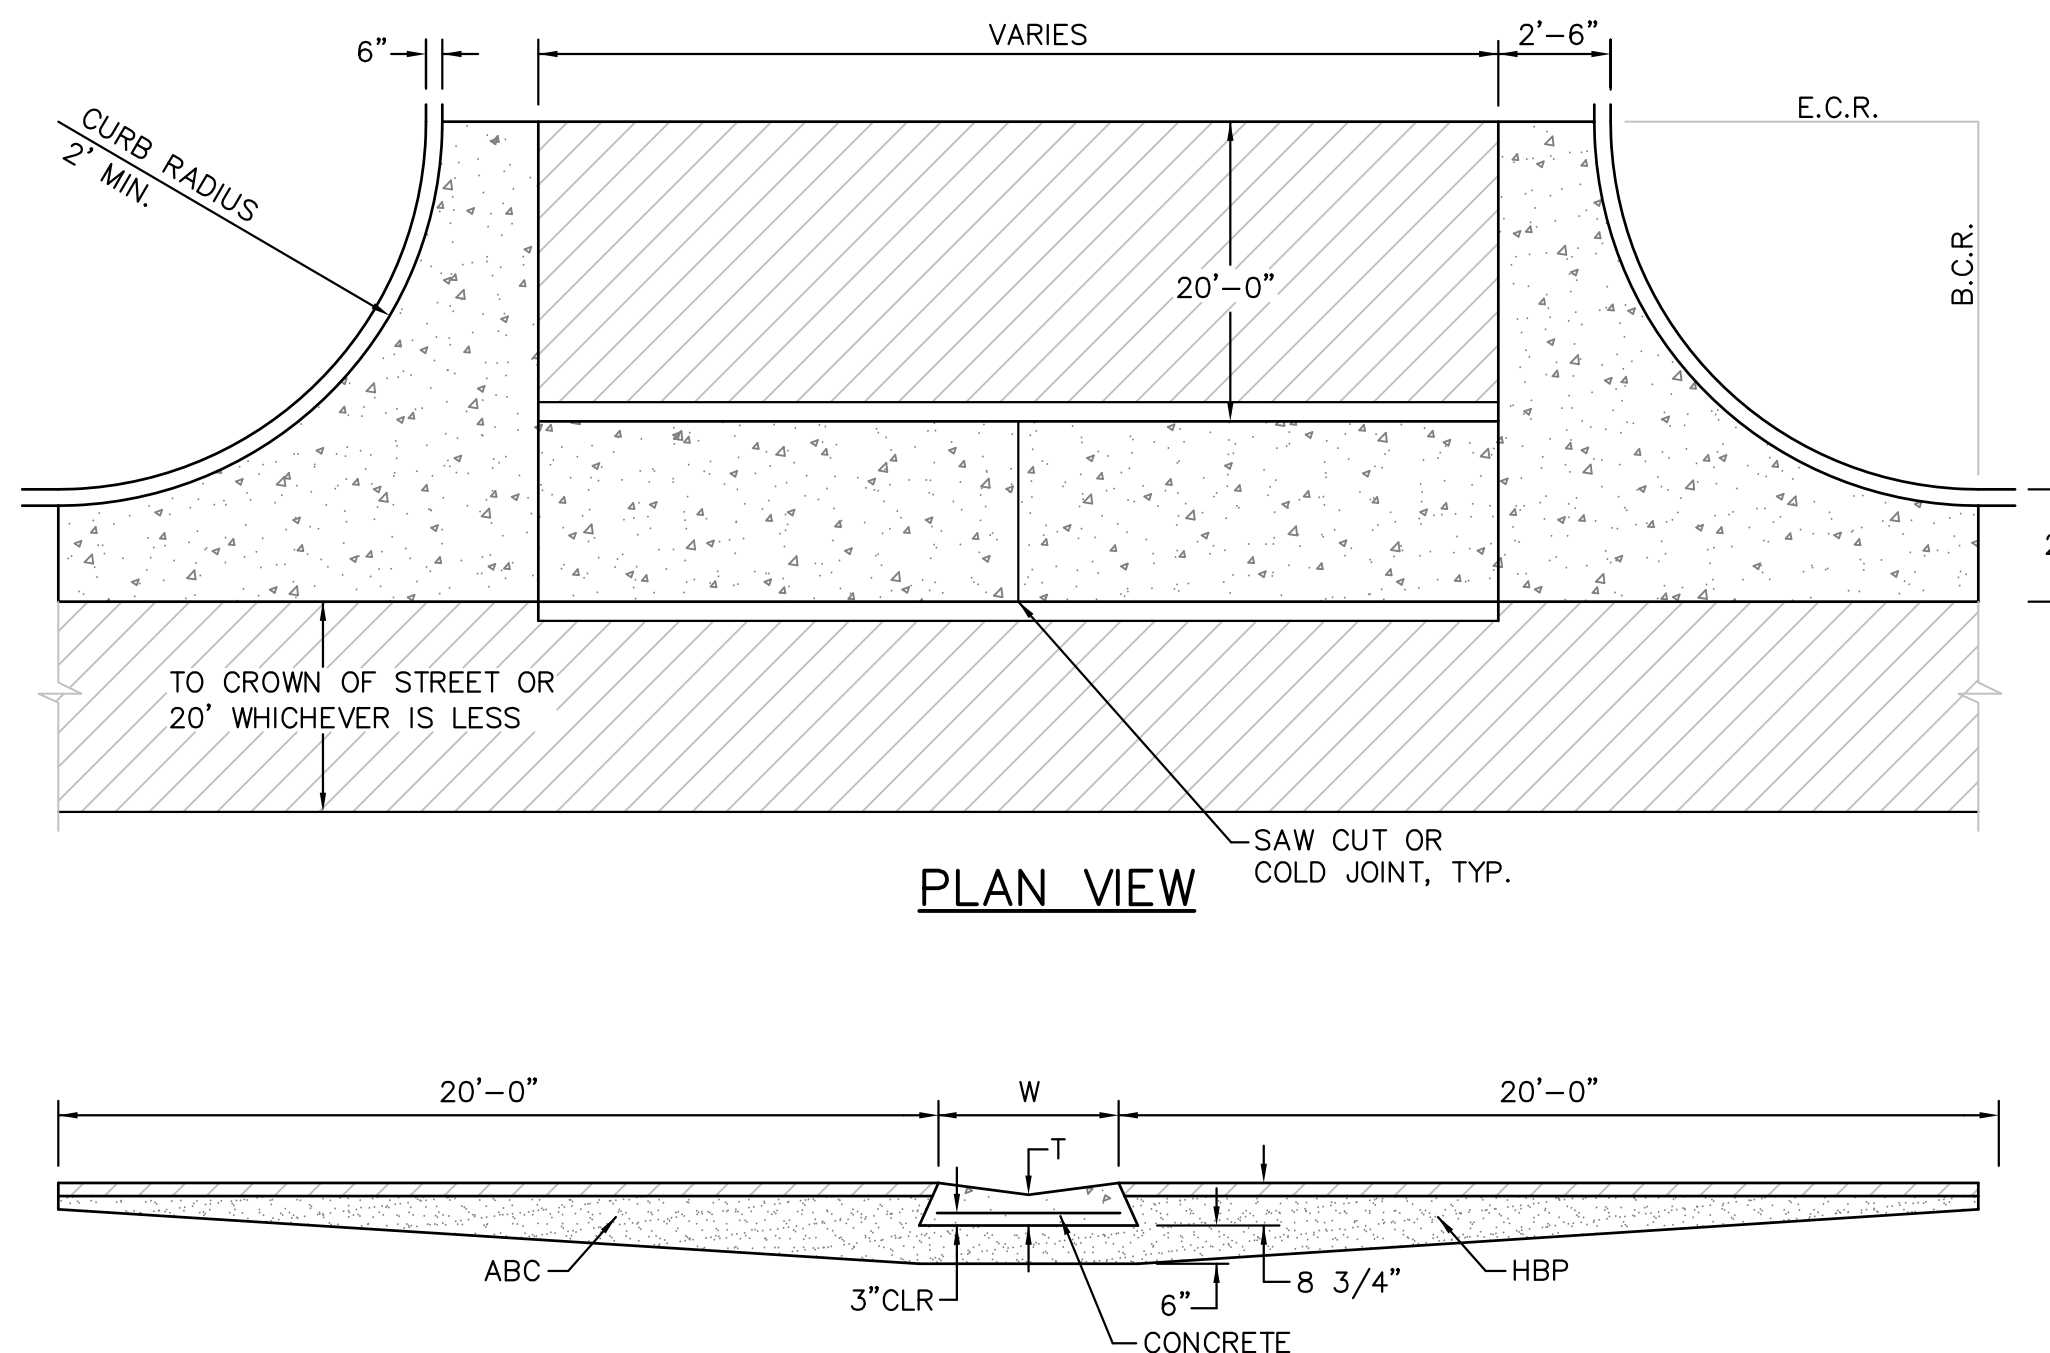 6”
VARIES
2’-6”
CURB RADIUS
2’ MIN.
E.C.R.
B.C.R.
20’-0”
TO CROWN OF STREET OR
20’ WHICHEVER IS LESS
SAW CUT OR
COLD JOINT, TYP.
PLAN VIEW
20’-0”
W
20’-0”
T
ABC
HBP
3”CLR
6”
8 3/4”
CONCRETE